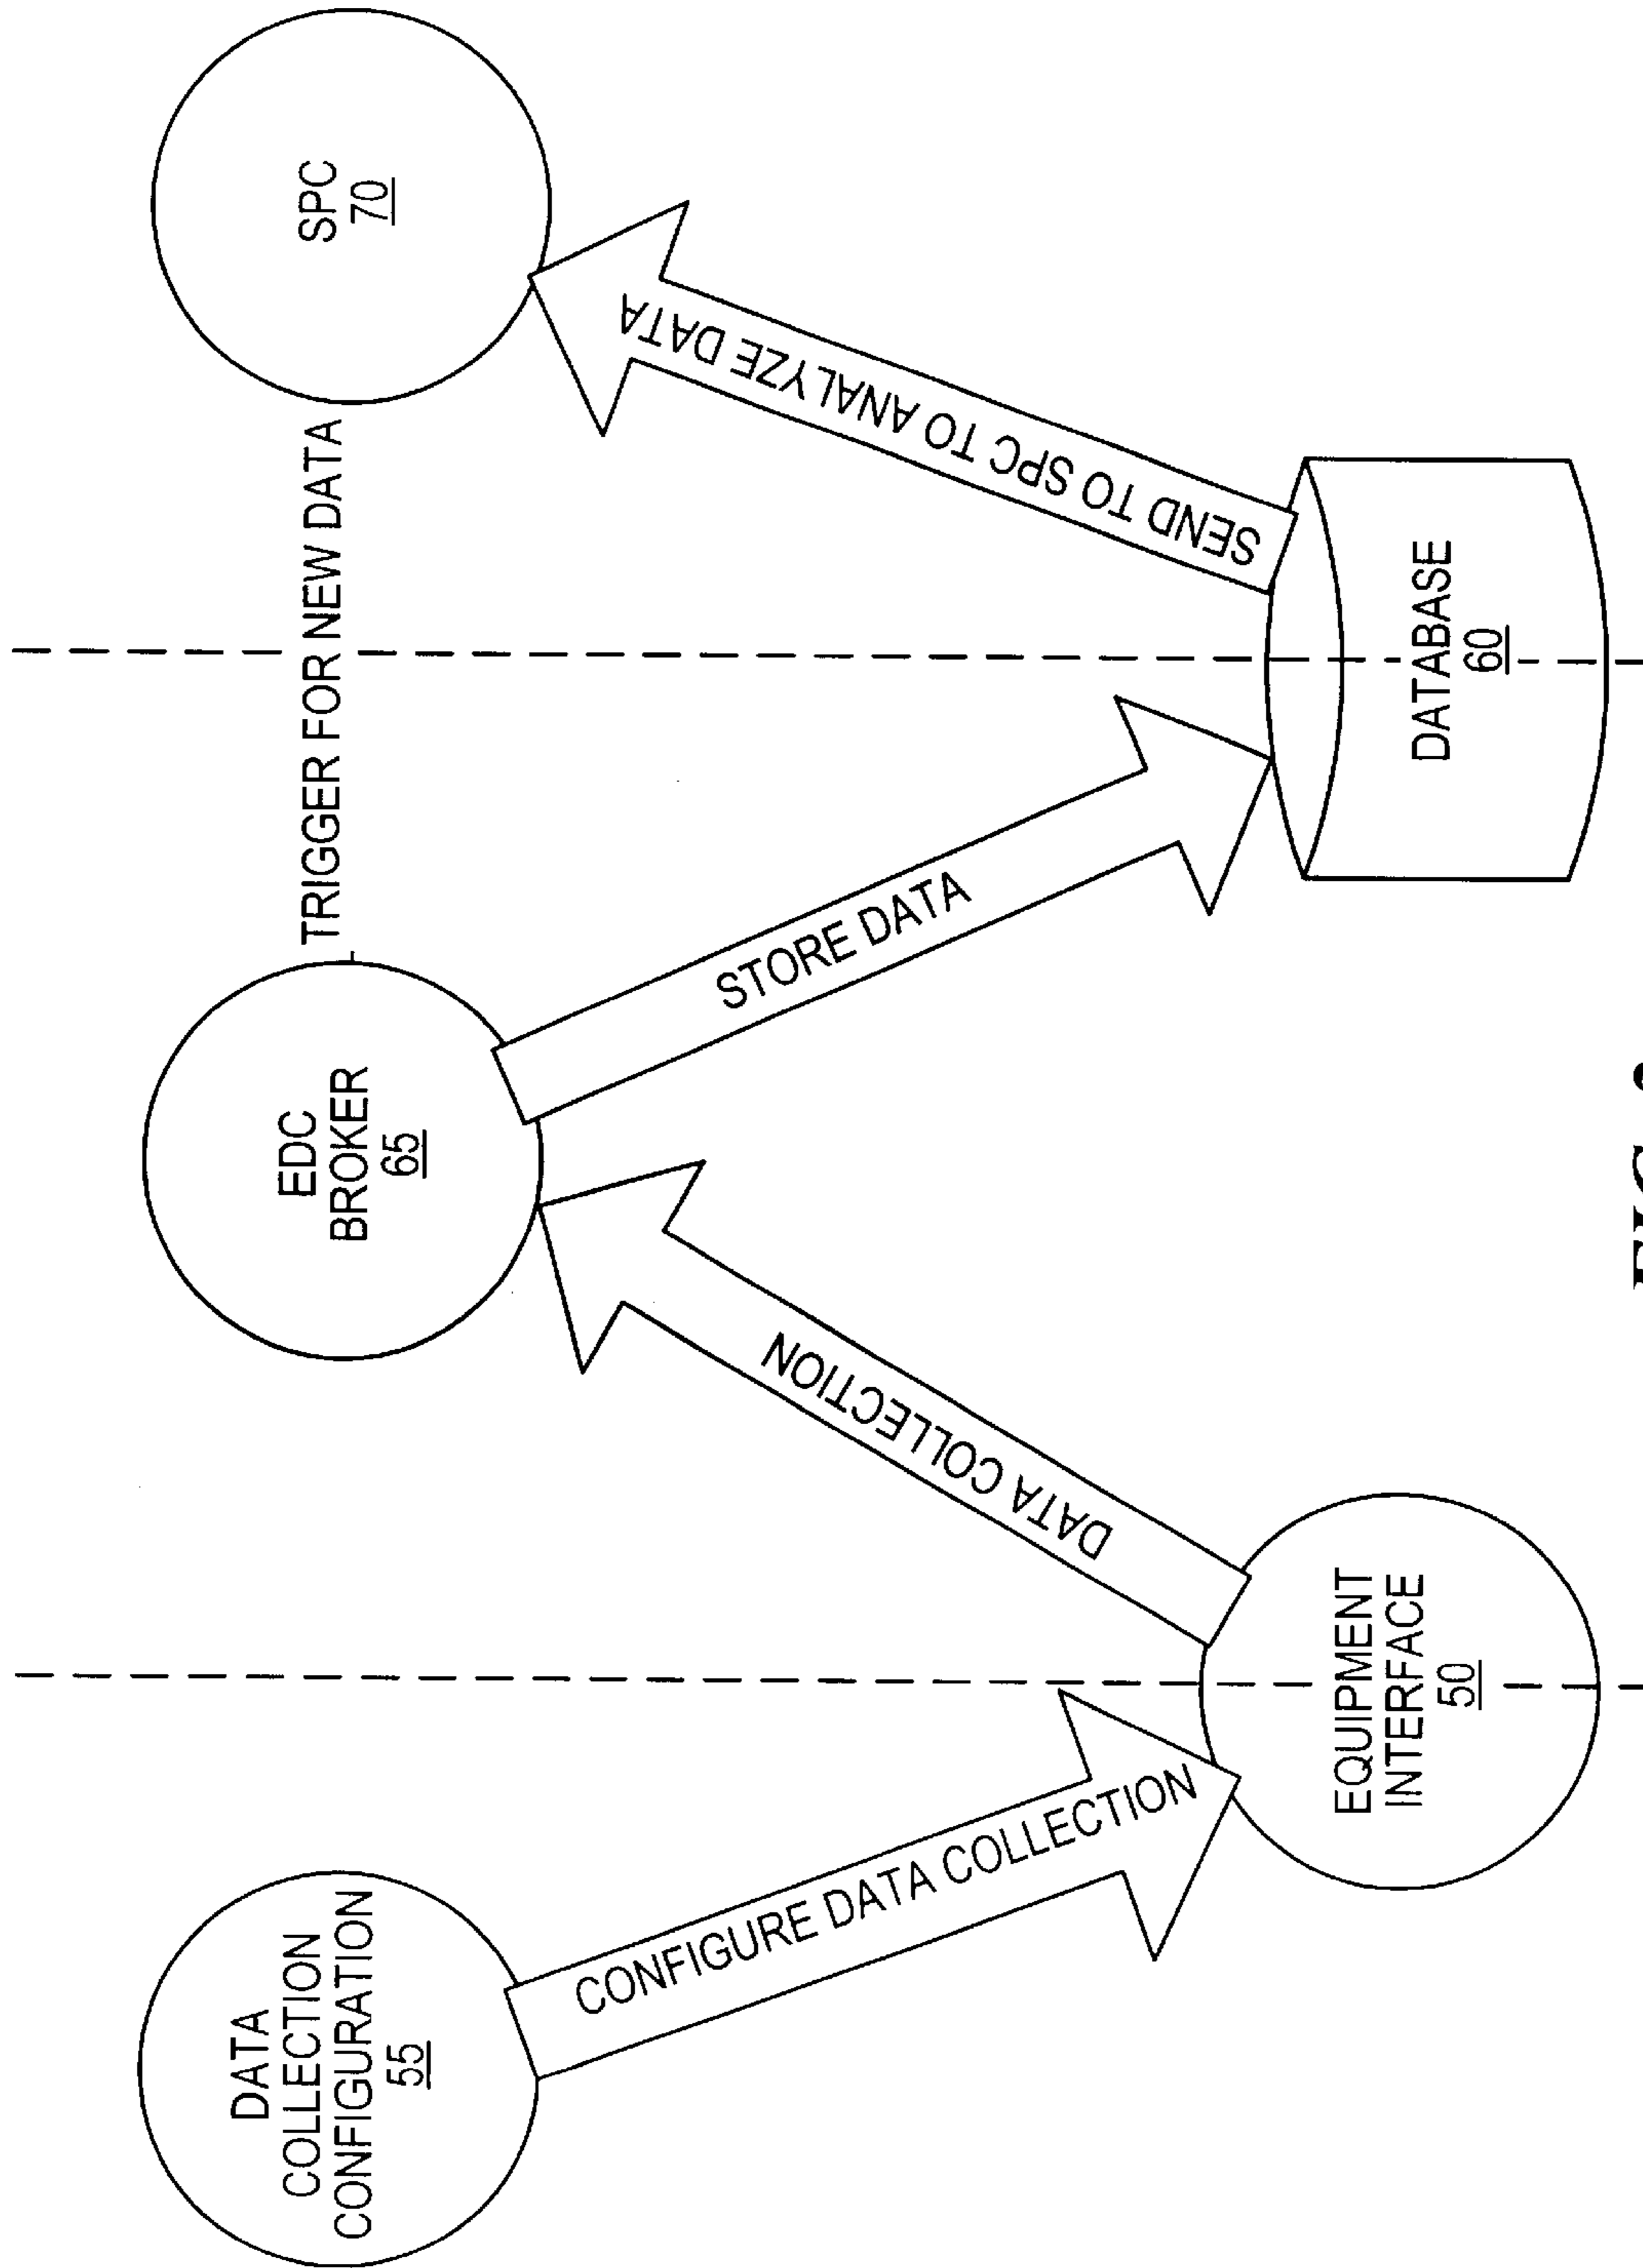 DATA
COLLECTION
CONFIGURATION
55
CONFIGURE DATA COLLECTION
EQUIPMENT
INTERFACE
50
DATA COLLECTION
EDC
BROKER
65
TRIGGER FOR NEW DATA
STORE DATA
DATABASE
60
SEND TO SPC TO ANALYZE DATA
SPC
70